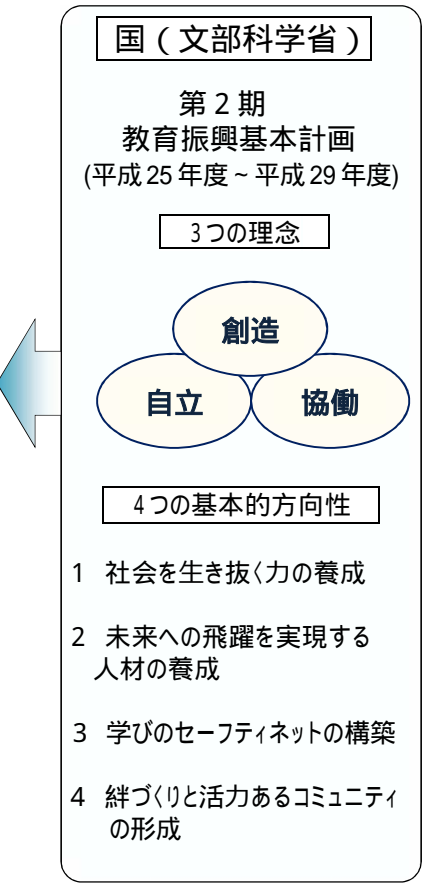 国（文部科学省）
第２期
教育振興基本計画
(平成25年度～平成29年度)
3つの理念
創造
自立
協働
4つの基本的方向性
1 社会を生き抜く力の養成
2 未来への飛躍を実現する
人材の養成
3 学びのセーフティネットの構築
4 絆づくりと活力あるコミュニティ
の形成